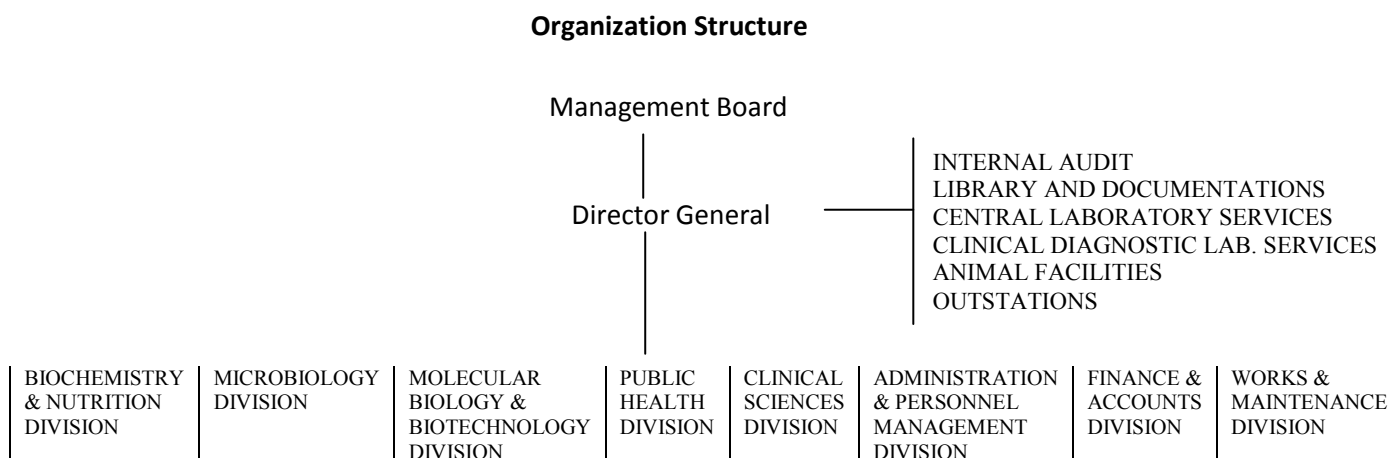 Organization Structure
Management Board
INTERNAL AUDIT
LIBRARY AND DOCUMENTATIONS
CENTRAL LABORATORY SERVICES
CLINICAL DIAGNOSTIC LAB. SERVICES
ANIMAL FACILITIES
OUTSTATIONS
Director General
BIOCHEMISTRY
& NUTRITION
DIVISION
MICROBIOLOGY
DIVISION
MOLECULAR
BIOLOGY &
BIOTECHNOLOGY
DIVISION
PUBLIC
HEALTH
DIVISION
CLINICAL
SCIENCES
DIVISION
ADMINISTRATION
& PERSONNEL
MANAGEMENT
DIVISION
FINANCE &
ACCOUNTS
DIVISION
WORKS &
MAINTENANCE
DIVISION